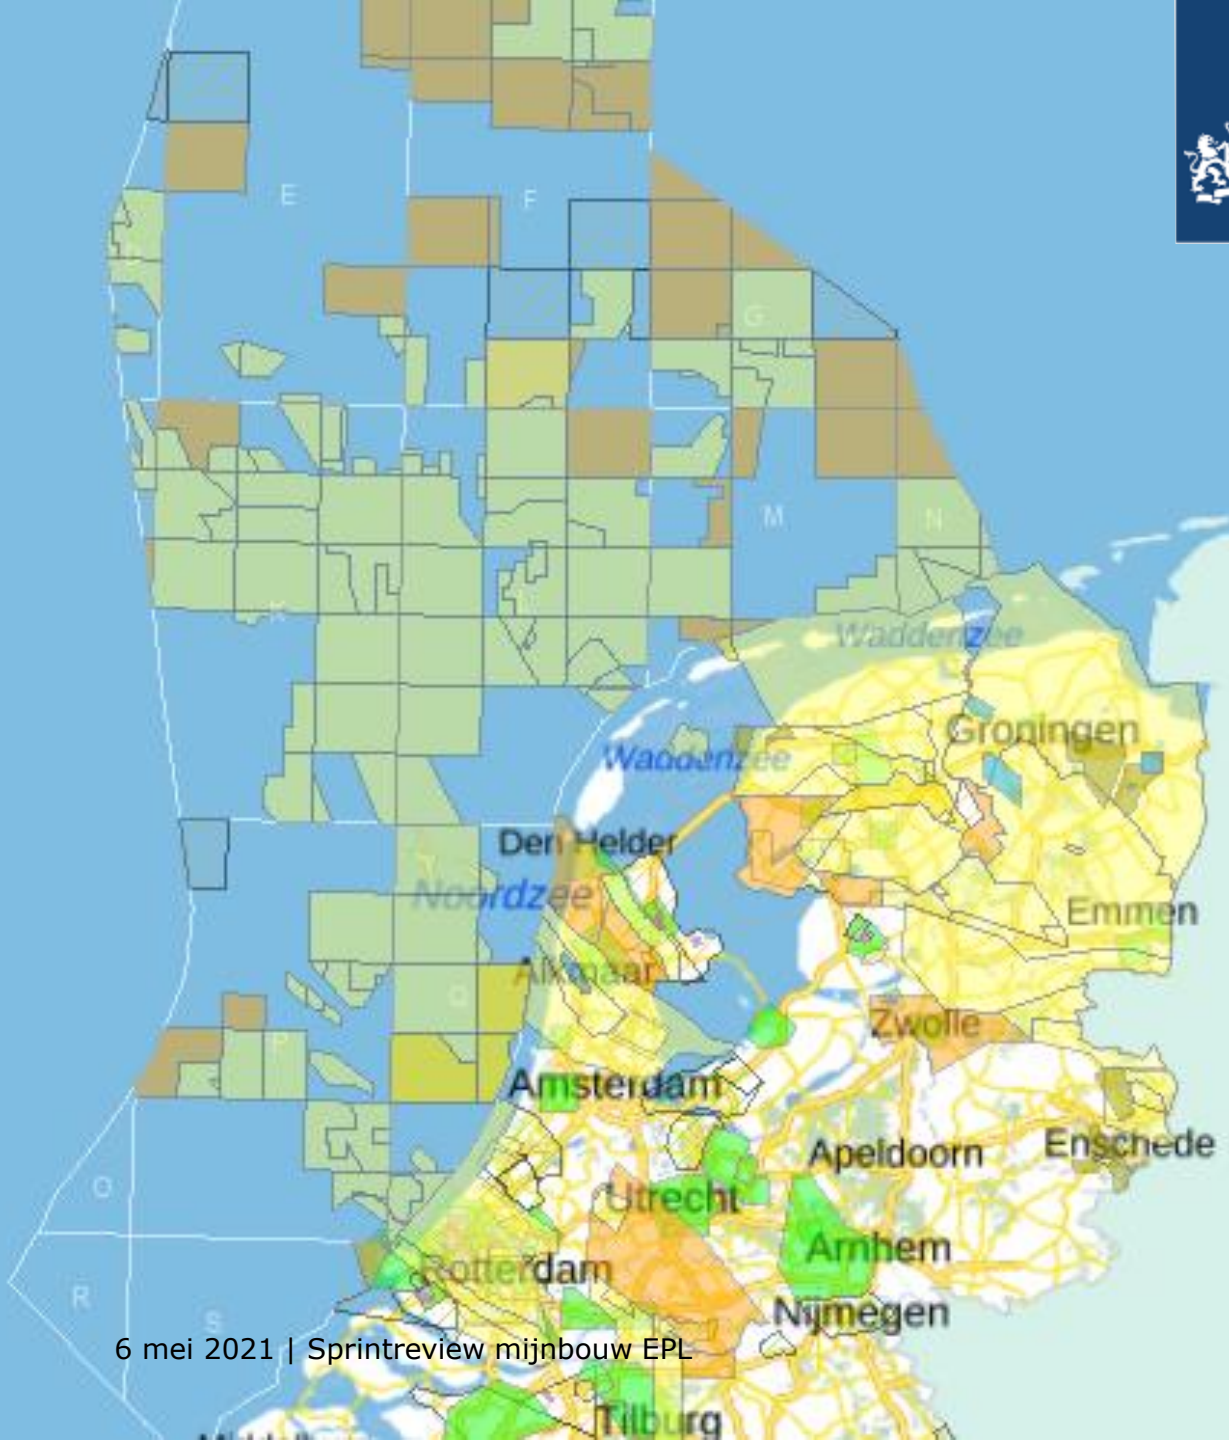 E
F
G
M
N
K
L
Waddenzee
Groningen
Waddenzee
Den Helder
Noordzee
Emmen
Alkmaar
Q
Zwolle
P
Amsterdam
Apeldoorn
Enschede
O
Utrecht
Arnhem
Rotterdam
R
S
Nijmegen
6 mei 2021 | Sprintreview mijnbouw EPL
Tilburg